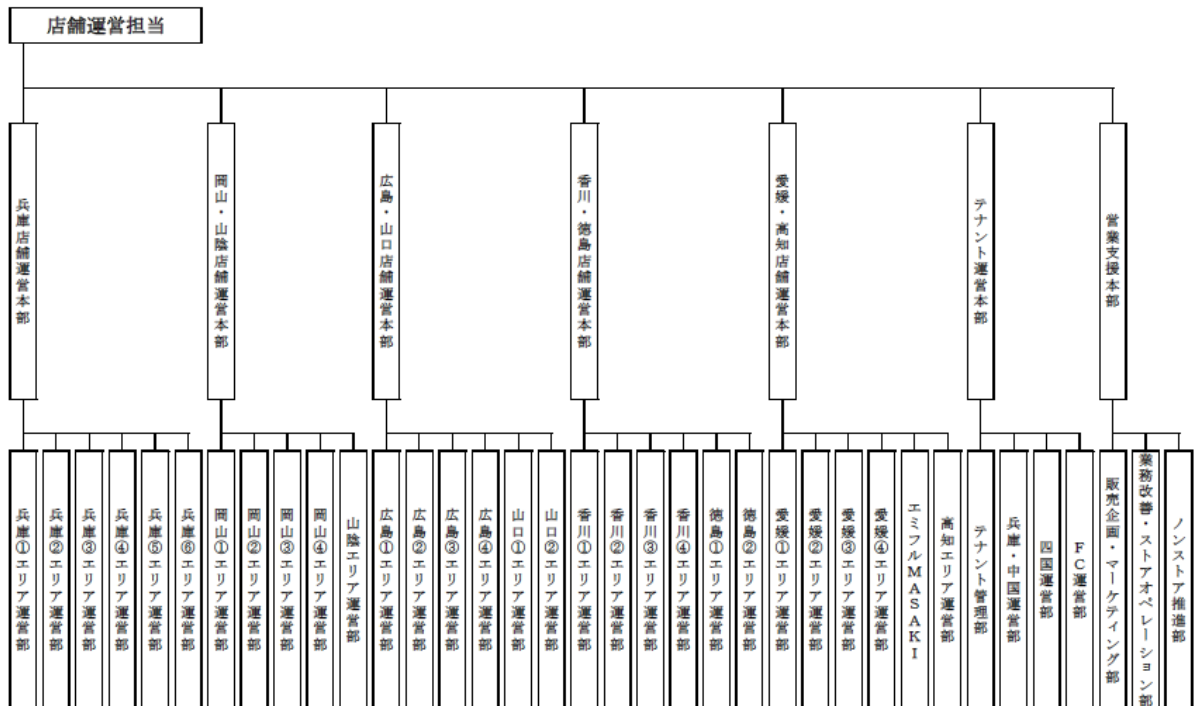 店舗運営担当
兵庫店舗運営本部
岡山・山陰店舗運営本部
広島・山口店舗運営本部
香川・徳島店舗運営本部
愛媛・高知店舗運営本部
テナント運営本部
営業支援本部
兵庫①エリア運営部
兵庫②エリア運営部
兵庫③エリア運営部
兵庫④エリア運営部
兵庫⑤エリア運営部
兵庫⑥エリア運営部
岡山①エリア運営部
岡山②エリア運営部
岡山③エリア運営部
岡山④エリア運営部
山陰エリア運営部
広島①エリア運営部
広島②エリア運営部
広島③エリア運営部
広島④エリア運営部
山口①エリア運営部
山口②エリア運営部
香川①エリア運営部
香川②エリア運営部
香川③エリア運営部
香川④エリア運営部
徳島①エリア運営部
徳島②エリア運営部
愛媛①エリア運営部
愛媛②エリア運営部
愛媛③エリア運営部
愛媛④エリア運営部
エミフルMASAKI
高知エリア運営部
テナント管理部
兵庫・中国運営部
四国運営部
FC運営部
販売企画・マーケティング部
業務改善・ストアオペレーション部
ノンストア推進部